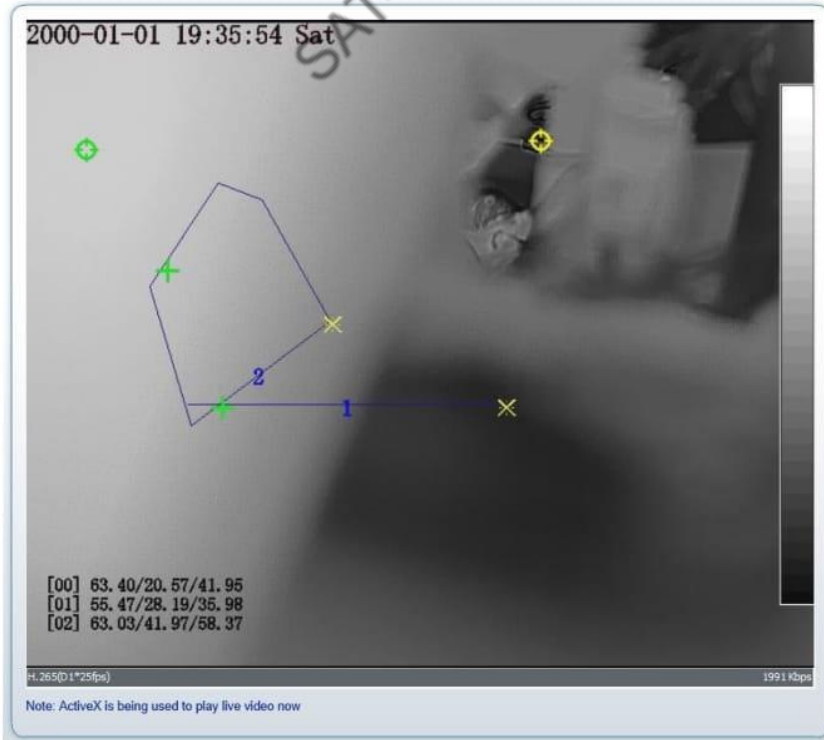 SAT
2000-01-01 19:35:54 Sat
2
1
[00] 63.40/20.57/41.95
[01] 55.47/28.19/35.98
[02] 63.03/41.97/58.37
H.265(D1*25fps) 1991 Kbps
Note: ActiveX is being used to play live video now